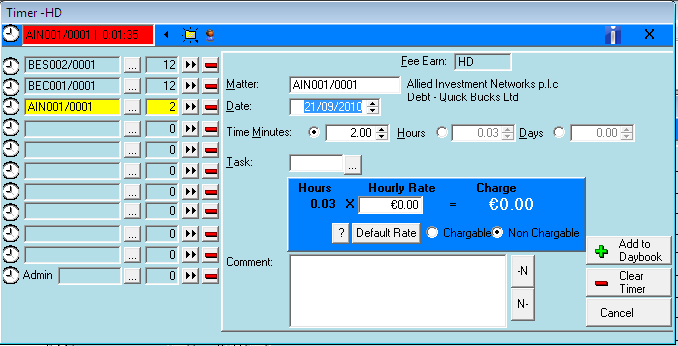 Timer -HD
AIN001/0001 | 0:01:35
BES002/0001 ... 12
BEC001/0001 ... 12
AIN001/0001 ... 2
... 0
... 0
... 0
... 0
... 0
... 0
... 0
Admin ... 0
Fee Earn: HD
Matter: AIN001/0001 Allied Investment Networks p.l.c
Debt - Quick Bucks Ltd
Date: 21/09/2010
Time Minutes: 2.00 Hours 0.03 Days 0.00
Task: ...
Hours Hourly Rate Charge
0.03 X €0.00 = €0.00
? Default Rate Chargable Non Chargable
Comment:
-N
N-
Add to
Daybook
Clear
Timer
Cancel